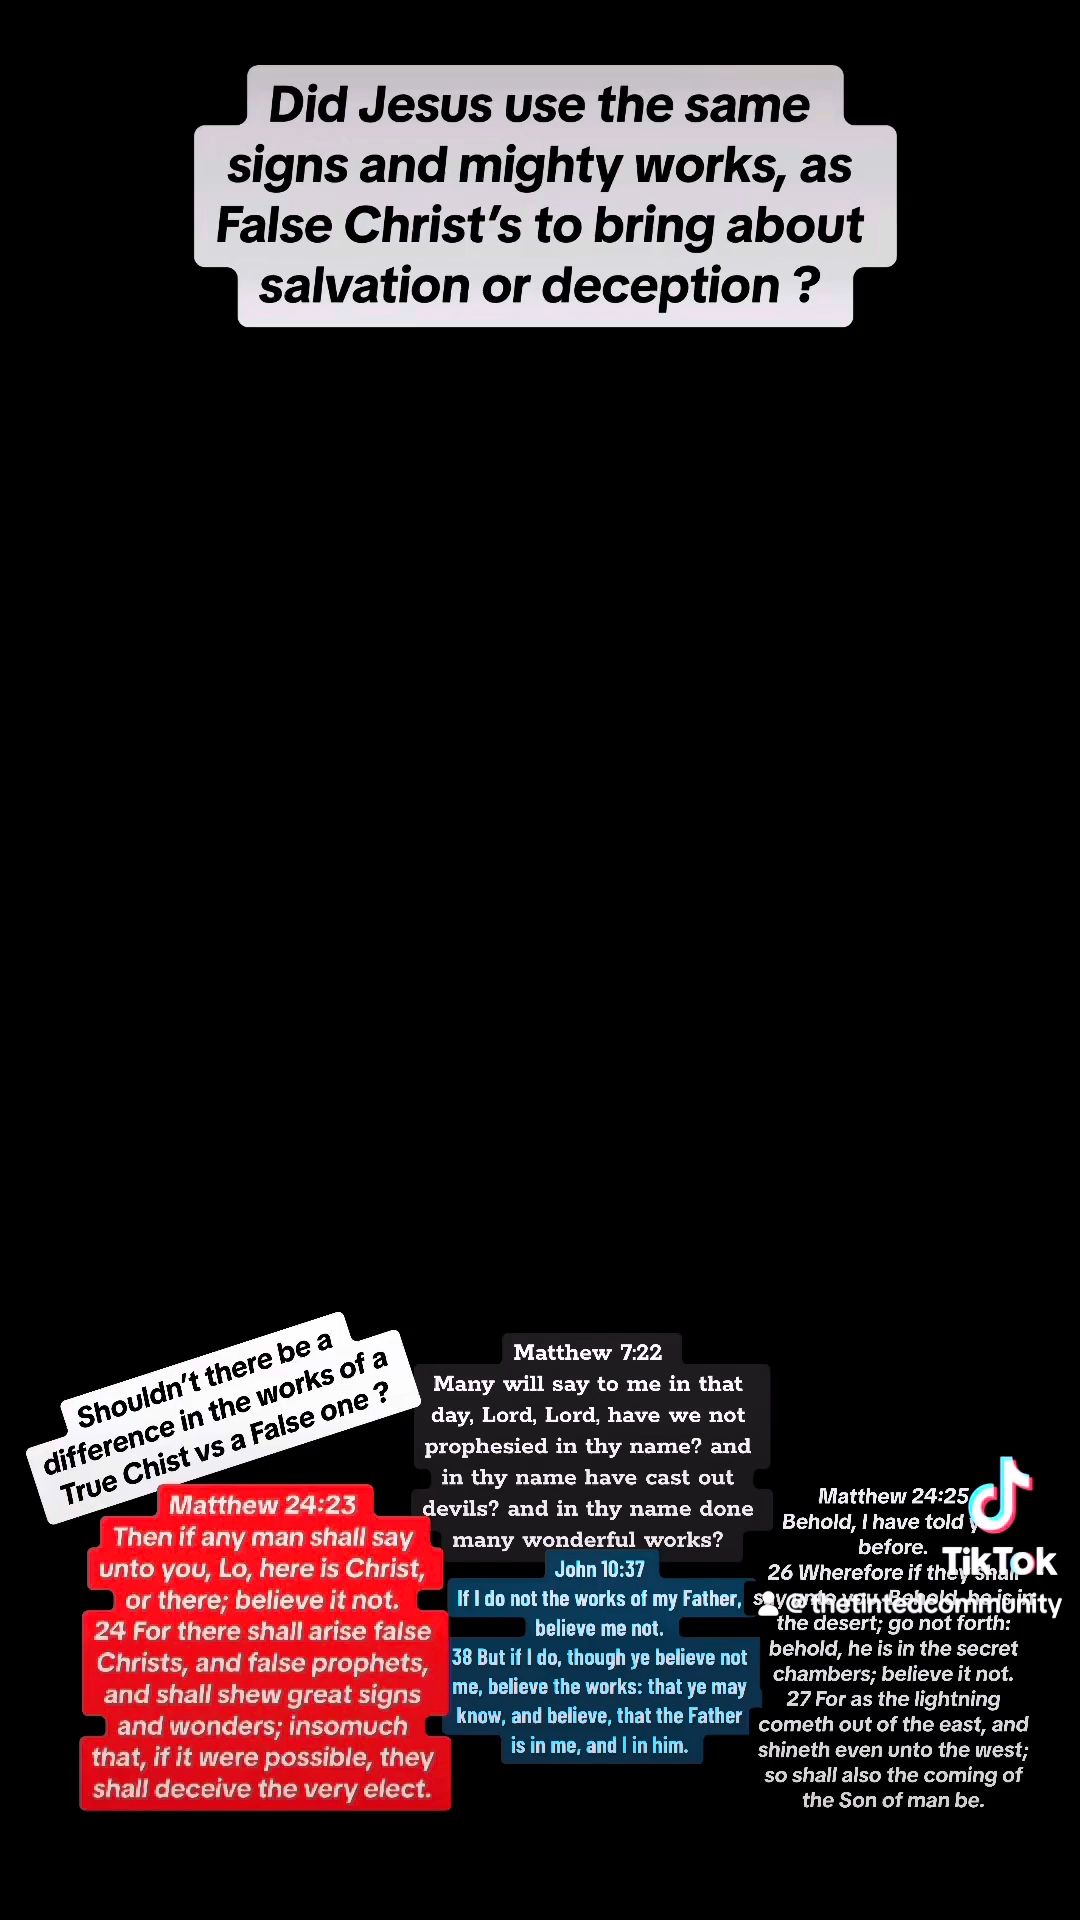 Did Jesus use the same
signs and mighty works, as
False Christ’s to bring about
salvation or deception ?
Shouldn’t there be a
difference in the works of a
True Chist vs a False one ?
Matthew 24:23
Then if any man shall say
unto you, Lo, here is Christ,
or there; believe it not.
24 For there shall arise false
Christs, and false prophets,
and shall shew great signs
and wonders; insomuch
that, if it were possible, they
shall deceive the very elect.
Matthew 7:22
Many will say to me in that
day, Lord, Lord, have we not
prophesied in thy name? and
in thy name have cast out
devils? and in thy name done
many wonderful works?
John 10:37
If I do not the works of my Father,
believe me not.
38 But if I do, though ye believe not
me, believe the works: that ye may
know, and believe, that the Father
is in me, and I in him.
Matthew 24:25
Behold, I have told
before.
26 Wherefore if they shall
say unto you, Behold, he is in
the desert; go not forth:
behold, he is in the secret
chambers; believe it not.
27 For as the lightning
cometh out of the east, and
shineth even unto the west;
so shall also the coming of
the Son of man be.
TikTok
@thetintedcommunity